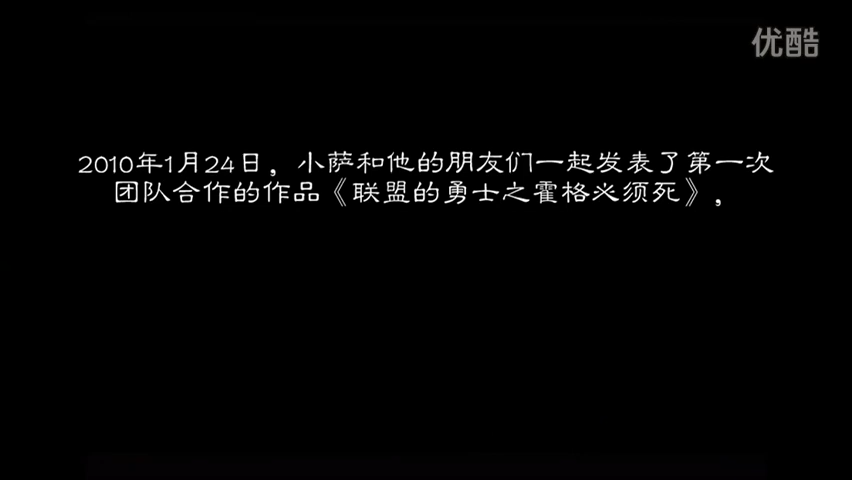 优酷
2010年1月24日，小萨和他的朋友们一起发表了第一次
团队合作的作品《联盟的勇士之霍格必须死》，